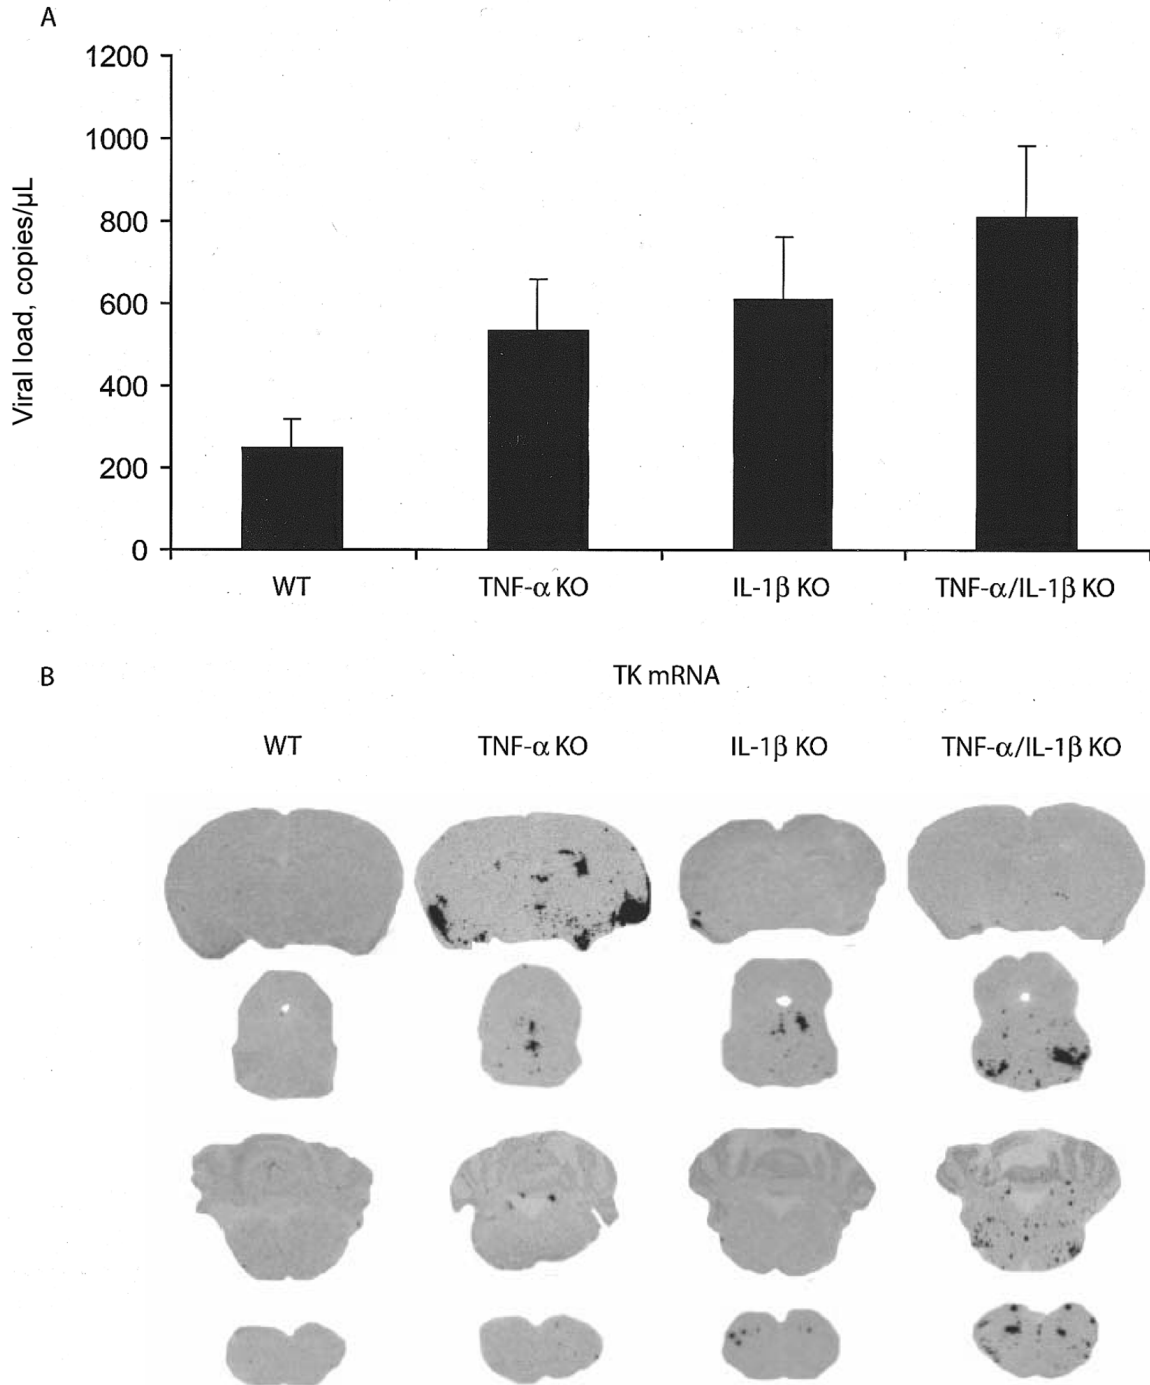 A
1200
1000
800
600
400
200
0
Viral load, copies/µL
WT
TNF-α KO
IL-1β KO
TNF-α/IL-1β KO
B
TK mRNA
WT
TNF-α KO
IL-1β KO
TNF-α/IL-1β KO